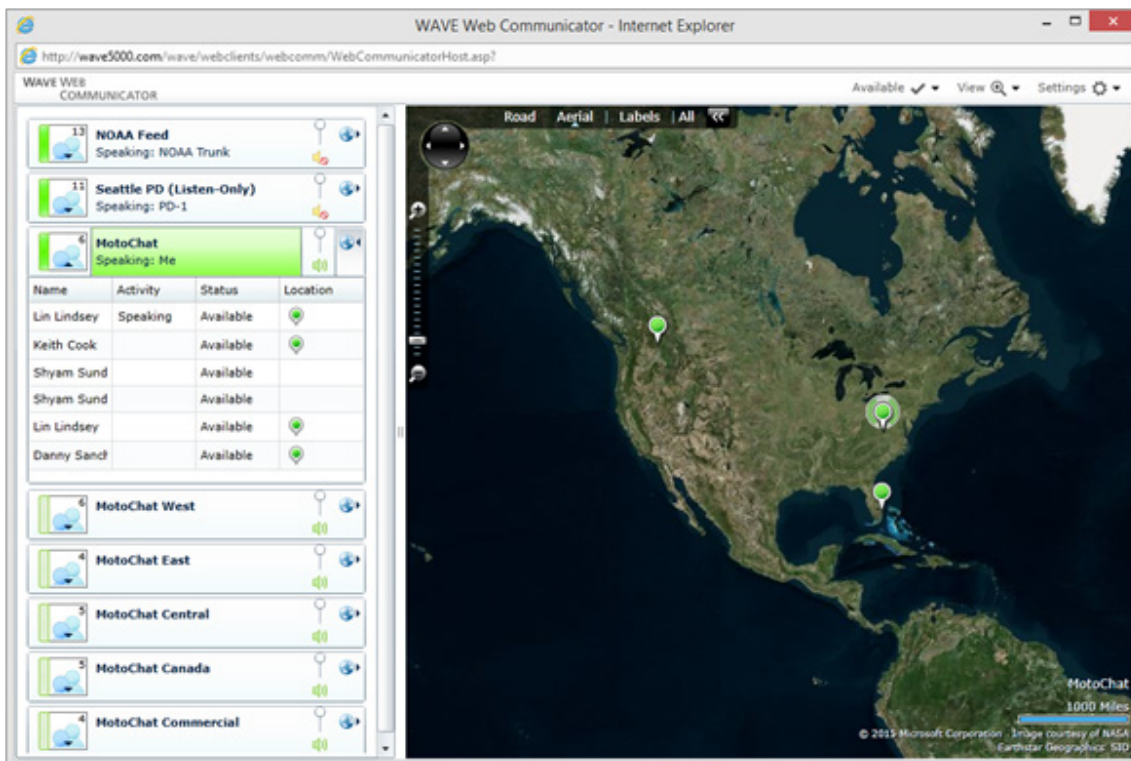 WAVE Web Communicator - Internet Explorer
http://wave5000.com/wave/webclients/webcomm/WebCommunicatorHost.asp?
WAVE WEB
COMMUNICATOR
Available View Settings
13
NOAA Feed
Speaking: NOAA Trunk
11
Seattle PD (Listen-Only)
Speaking: PD-1
6
MotoChat
Speaking: Me
Name Activity Status Location
Lin Lindsey Speaking Available
Keith Cook Available
Shyam Sund Available
Shyam Sund Available
Lin Lindsey Available
Danny Sanch Available
6
MotoChat West
4
MotoChat East
5
MotoChat Central
5
MotoChat Canada
4
MotoChat Commercial
Road Aerial | Labels | All <<
MotoChat
1000 Miles
© 2015 Microsoft Corporation Image courtesy of NASA
Earthstar Geographics SIO